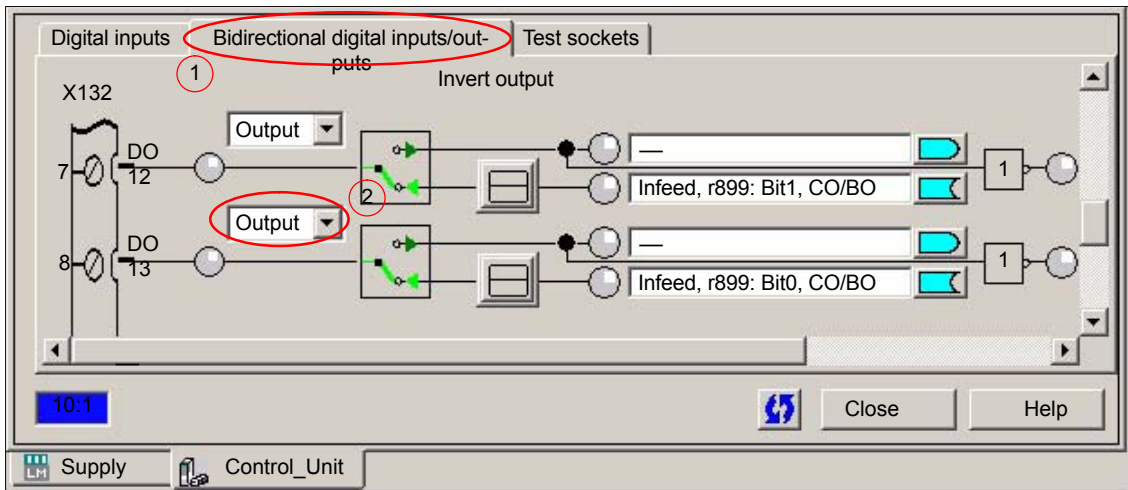 Digital inputs
Bidirectional digital inputs/out-
puts
Test sockets
1
Invert output
X132
Output
DO
7
12
1
—
Infeed, r899: Bit1, CO/BO
2
Output
DO
8
13
1
—
Infeed, r899: Bit0, CO/BO
10:1
Close
Help
LM
Supply
Control_Unit